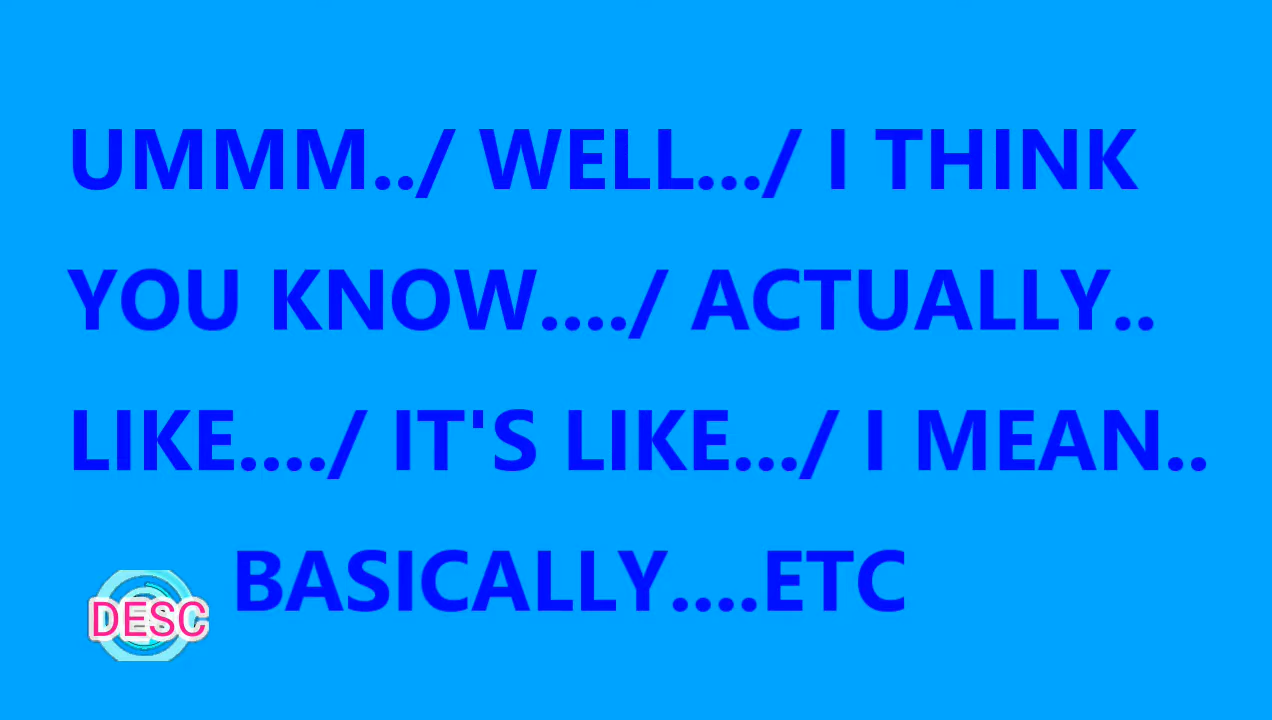 UMMM../ WELL.../ I THINK
YOU KNOW..../ ACTUALLY..
LIKE..../ IT'S LIKE.../ I MEAN..
BASICALLY....ETC
DESC